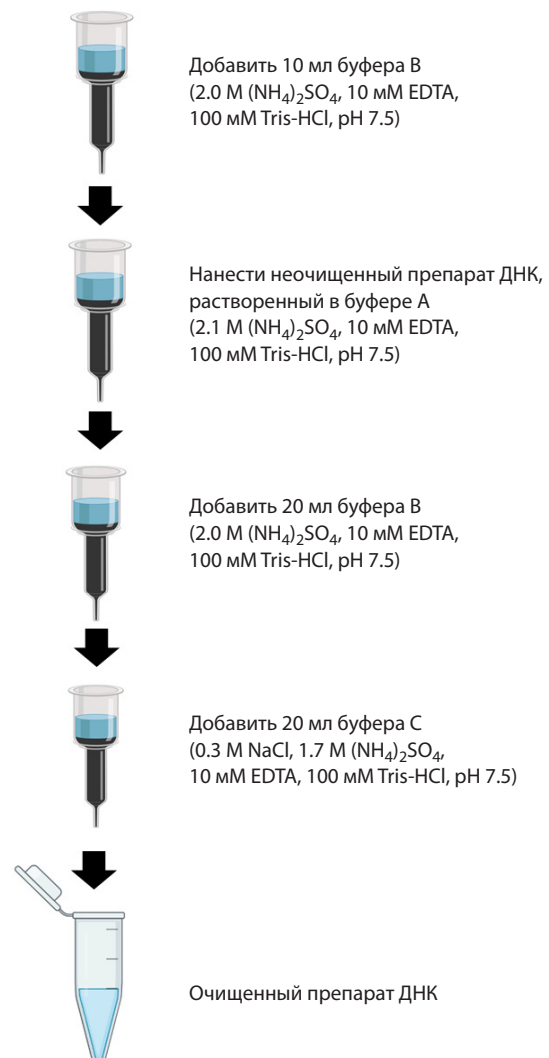 Добавить 10 мл буфера B
(2.0 М (NH₄)₂SO₄, 10 мМ EDTA,
100 мМ Tris-HCl, pH 7.5)
Нанести неочищенный препарат ДНК,
растворенный в буфере A
(2.1 М (NH₄)₂SO₄, 10 мМ EDTA,
100 мМ Tris-HCl, pH 7.5)
Добавить 20 мл буфера B
(2.0 М (NH₄)₂SO₄, 10 мМ EDTA,
100 мМ Tris-HCl, pH 7.5)
Добавить 20 мл буфера C
(0.3 М NaCl, 1.7 М (NH₄)₂SO₄,
10 мМ EDTA, 100 мМ Tris-HCl, pH 7.5)
Очищенный препарат ДНК